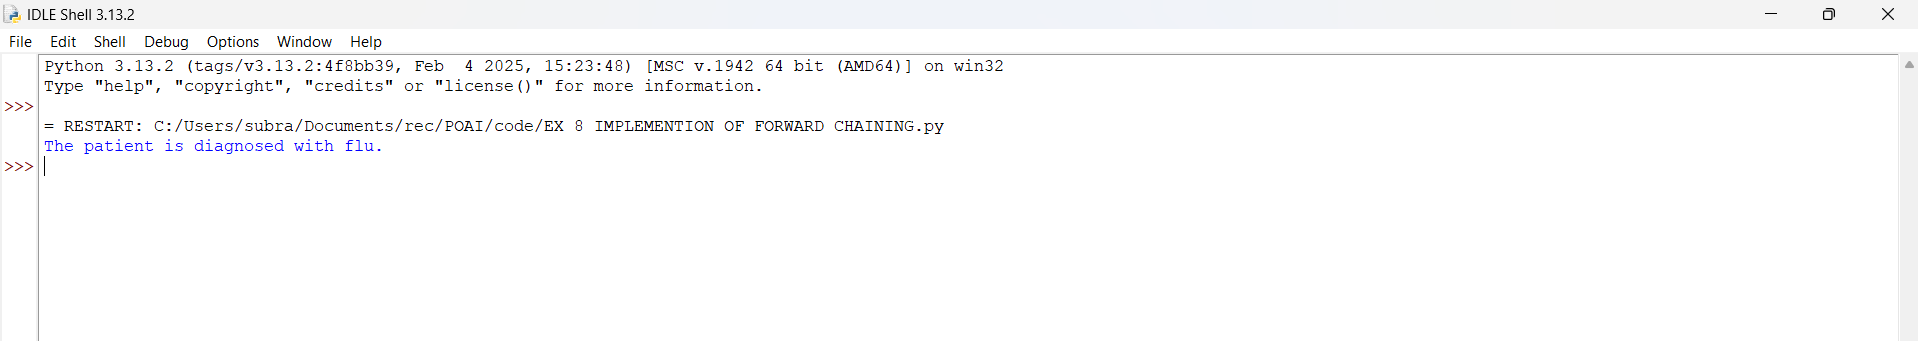 IDLE Shell 3.13.2
File Edit Shell Debug Options Window Help
Python 3.13.2 (tags/v3.13.2:4f8bb39, Feb  4 2025, 15:23:48) [MSC v.1942 64 bit (AMD64)] on win32
Type "help", "copyright", "credits" or "license()" for more information.
>>>
= RESTART: C:/Users/subra/Documents/rec/POAI/code/EX 8 IMPLEMENTION OF FORWARD CHAINING.py
The patient is diagnosed with flu.
>>>